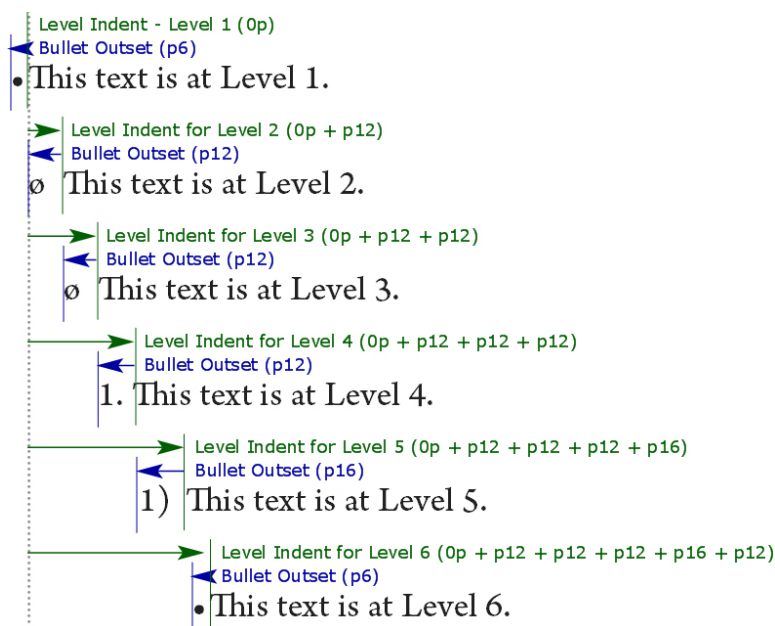 Level Indent - Level 1 (0p)
Bullet Outset (p6)
• This text is at Level 1.
Level Indent for Level 2 (0p + p12)
Bullet Outset (p12)
ø This text is at Level 2.
Level Indent for Level 3 (0p + p12 + p12)
Bullet Outset (p12)
ø This text is at Level 3.
Level Indent for Level 4 (0p + p12 + p12 + p12)
Bullet Outset (p12)
1. This text is at Level 4.
Level Indent for Level 5 (0p + p12 + p12 + p12 + p16)
Bullet Outset (p16)
1) This text is at Level 5.
Level Indent for Level 6 (0p + p12 + p12 + p12 + p16 + p12)
Bullet Outset (p6)
• This text is at Level 6.